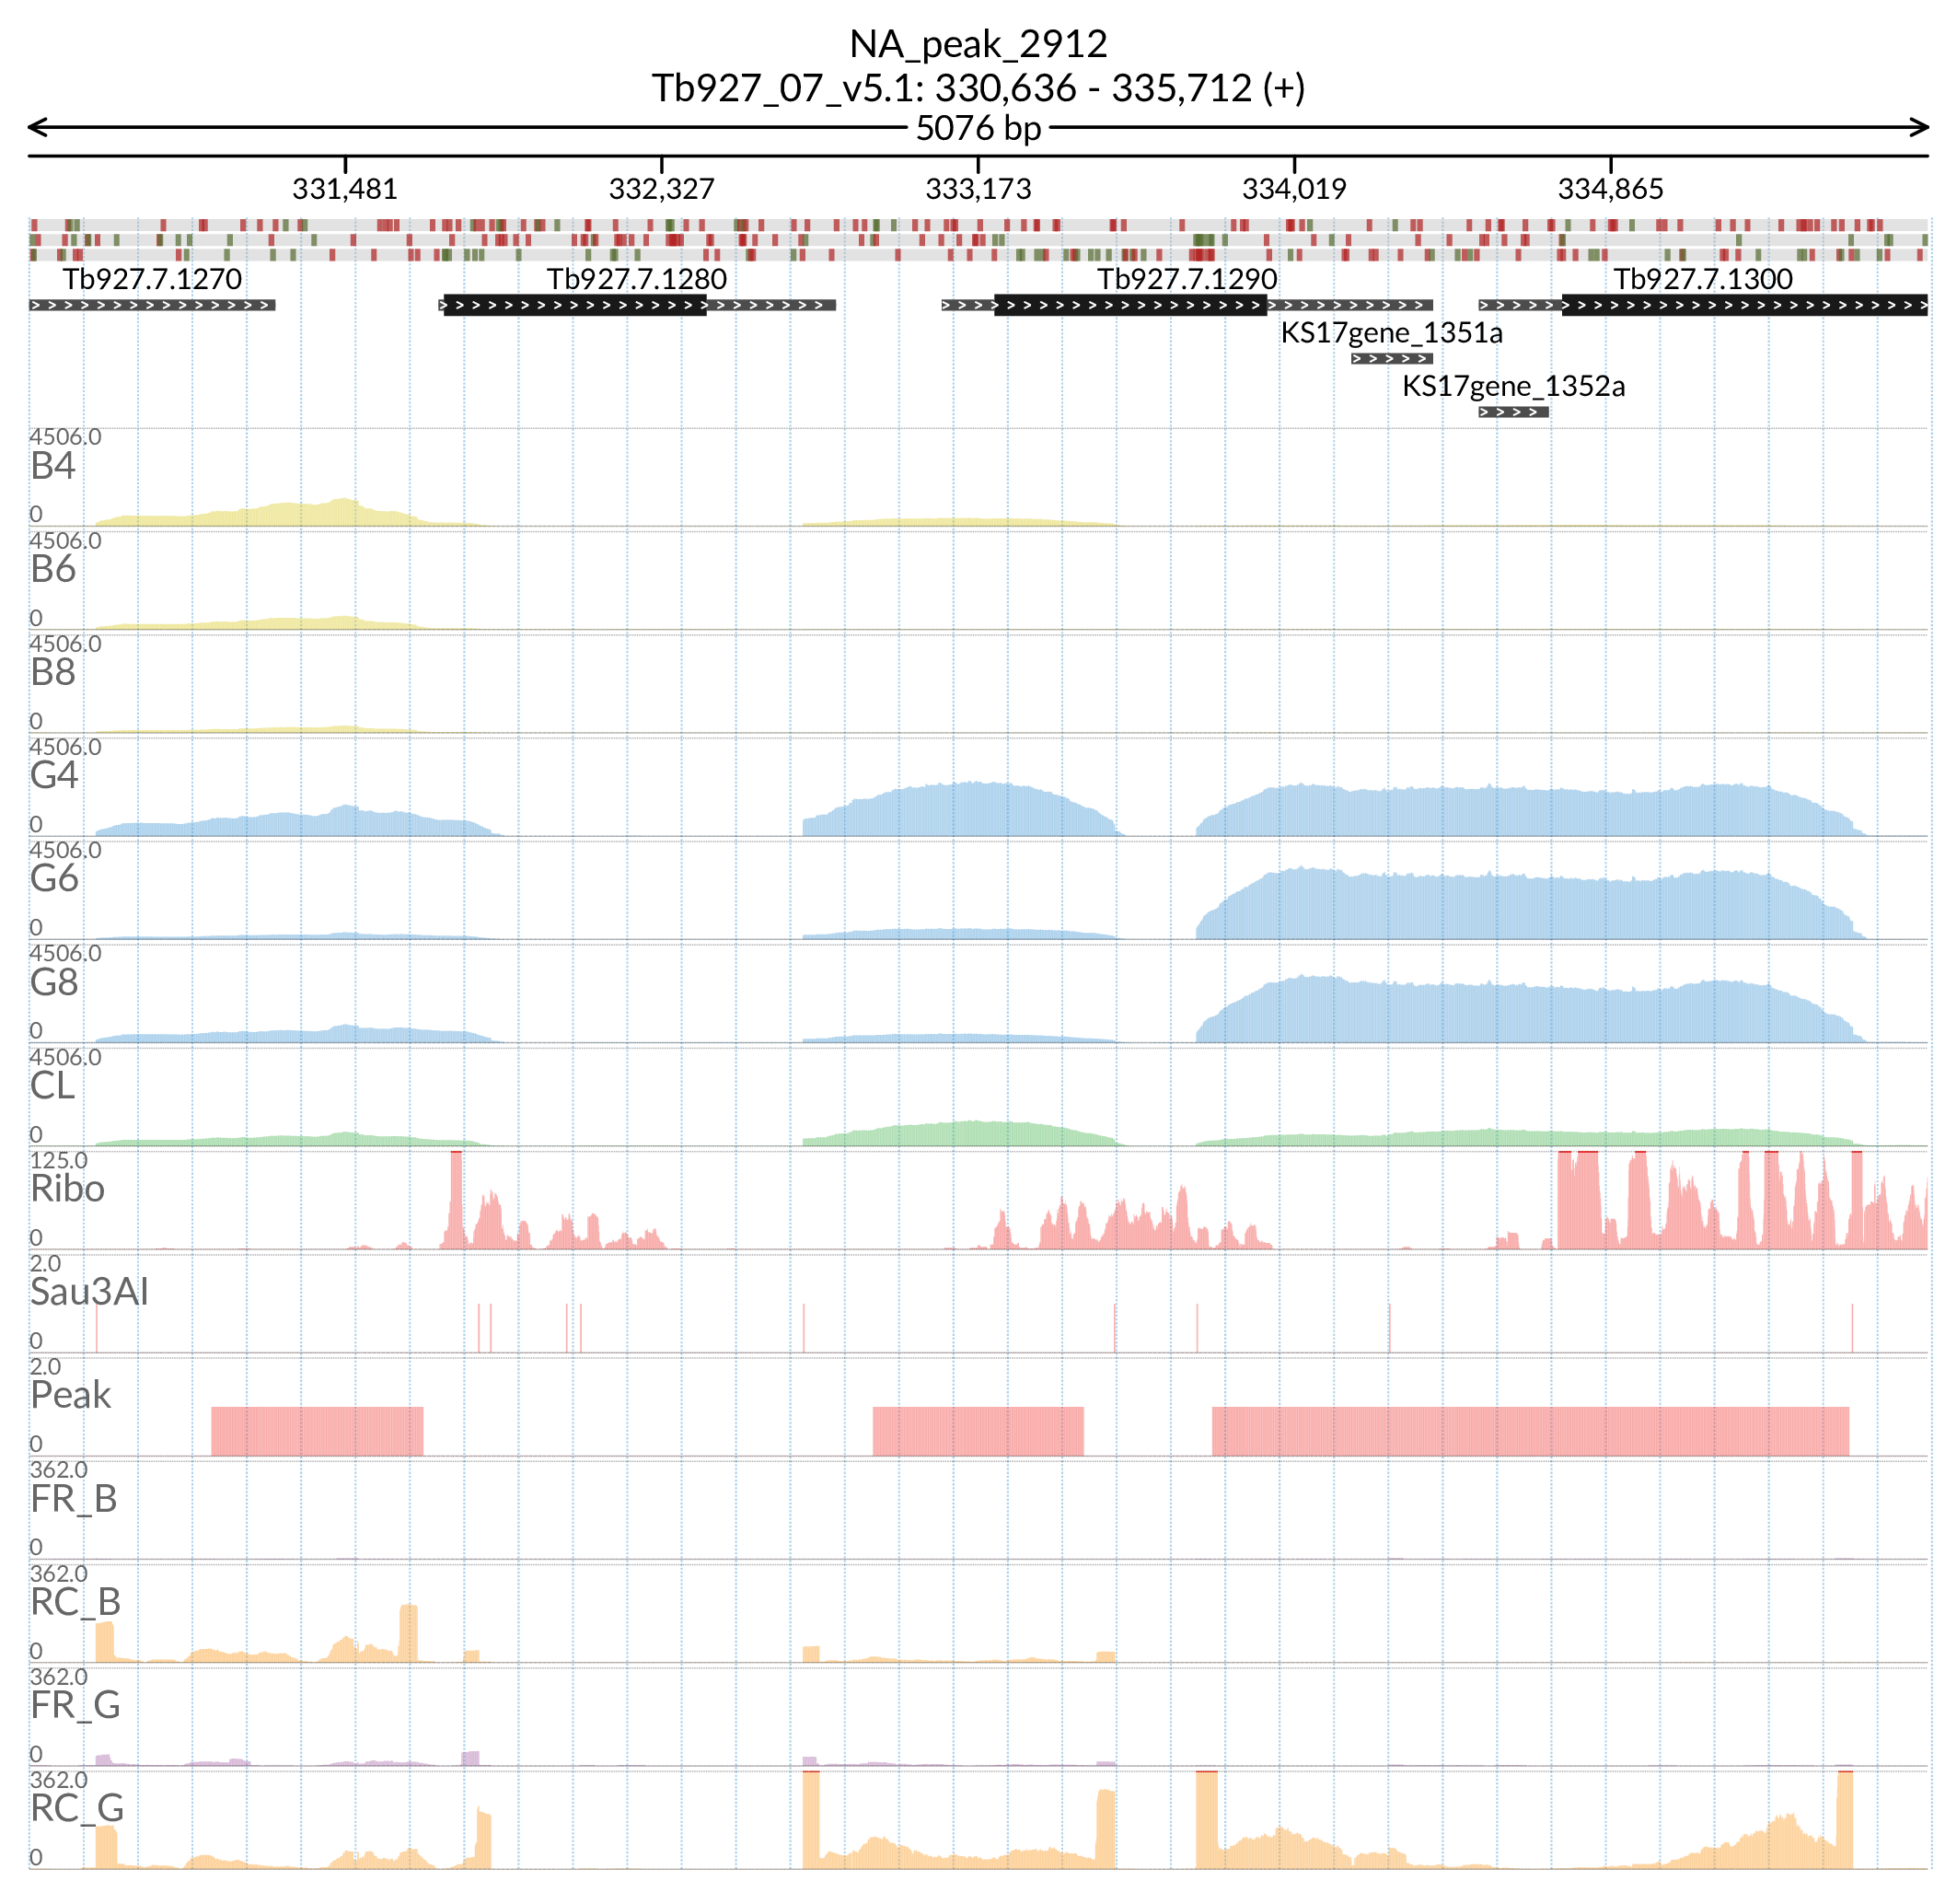 NA_peak_2912
Tb927_07_v5.1: 330,636 - 335,712 (+)
5076 bp
331,481 332,327 333,173 334,019 334,865
Tb927.7.1270 Tb927.7.1280 Tb927.7.1290 Tb927.7.1300
KS17gene_1351a
KS17gene_1352a
4506.0
B4
0
4506.0
B6
0
4506.0
B8
0
4506.0
G4
0
4506.0
G6
0
4506.0
G8
0
4506.0
CL
0
125.0
Ribo
0
2.0
Sau3AI
0
2.0
Peak
0
362.0
FR_B
0
362.0
RC_B
0
362.0
FR_G
0
362.0
RC_G
0